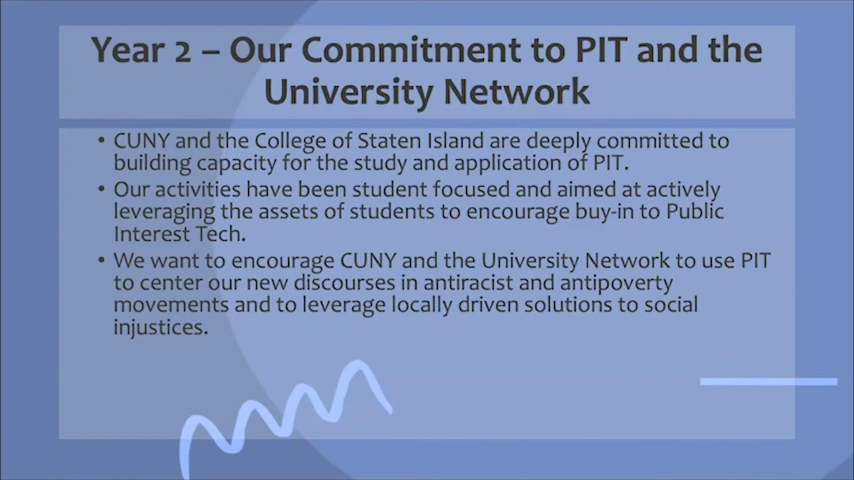 Year 2 – Our Commitment to PIT and the
University Network
• CUNY and the College of Staten Island are deeply committed to
building capacity for the study and application of PIT.
• Our activities have been student focused and aimed at actively
leveraging the assets of students to encourage buy-in to Public
Interest Tech.
• We want to encourage CUNY and the University Network to use PIT
to center our new discourses in antiracist and antipoverty
movements and to leverage locally driven solutions to social
injustices.